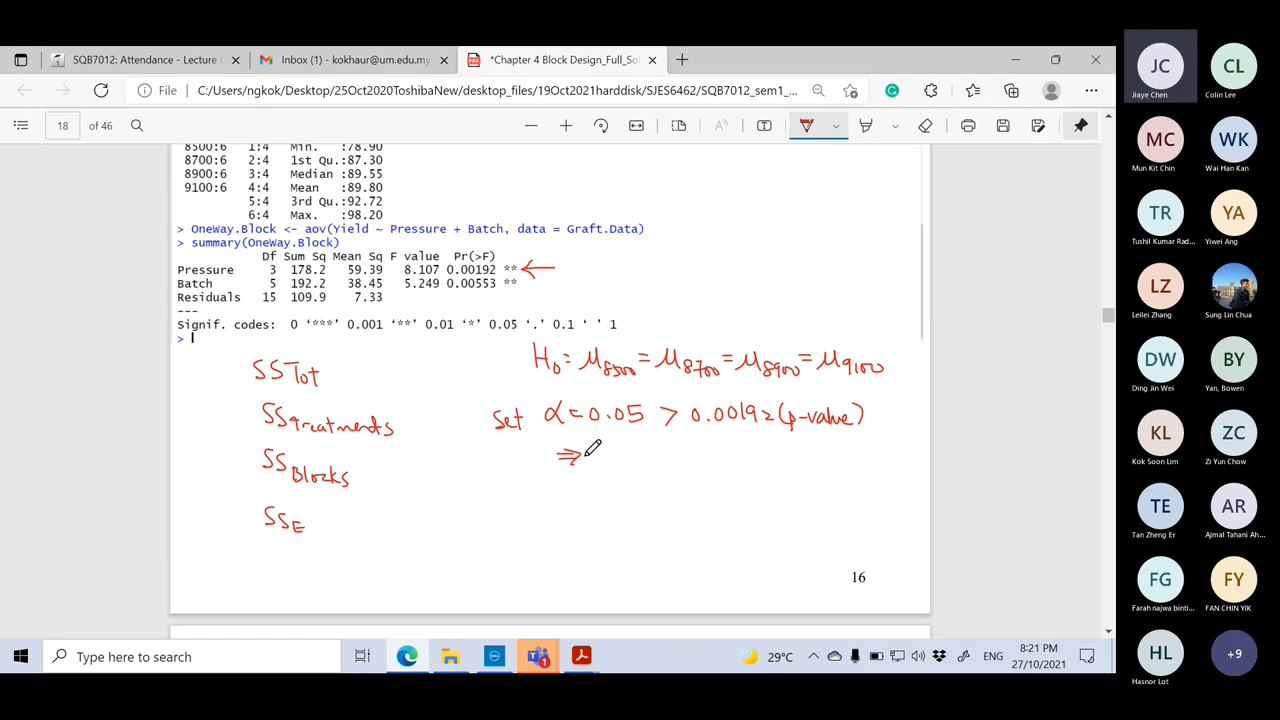 SQB7012: Attendance - Lecture C
Inbox (1) - kokhaur@um.edu.my
*Chapter 4 Block Design_Full_Sol
File
C:/Users/ngkok/Desktop/25Oct2020ToshibaNew/desktop_files/19Oct2021harddisk/SJES6462/SQB7012_sem1_...
18 of 46
8500:6 1:4 Min. :78.90
8700:6 2:4 1st Qu.:87.30
8900:6 3:4 Median :89.55
9100:6 4:4 Mean :89.80
5:4 3rd Qu.:92.72
6:4 Max. :98.20
> OneWay.Block <- aov(Yield ~ Pressure + Batch, data = Graft.Data)
> summary(OneWay.Block)
Df Sum Sq Mean Sq F value Pr(>F)
Pressure 3 178.2 59.39 8.107 0.00192 **
Batch 5 192.2 38.45 5.249 0.00553 **
Residuals 15 109.9 7.33
---
Signif. codes: 0 ‘***’ 0.001 ‘**’ 0.01 ‘*’ 0.05 ‘.’ 0.1 ‘ ’ 1
>
SSTot
SSTreatments
SSBlocks
SSE
H0 = μ8500 = μ8700 = μ8900 = μ9100
Set α = 0.05 > 0.00192 (p-value)
⇒
16
Type here to search
29°C
ENG
8:21 PM
27/10/2021
JC
Jiaye Chen
CL
Colin Lee
MC
Mun Kit Chin
WK
Wai Han Kan
TR
Tushil Kumar Rad...
YA
Yiwei Ang
LZ
Leilei Zhang
Sung Lin Chua
DW
Ding Jin Wei
BY
Yan, Bowen
KL
Kok Soon Lim
ZC
Zi Yun Chow
TE
Tan Zheng Er
AR
Ajmal Tahani Ah...
FG
Farah najwa binti...
FY
FAN CHIN YIK
HL
Hasnor Lot
+9